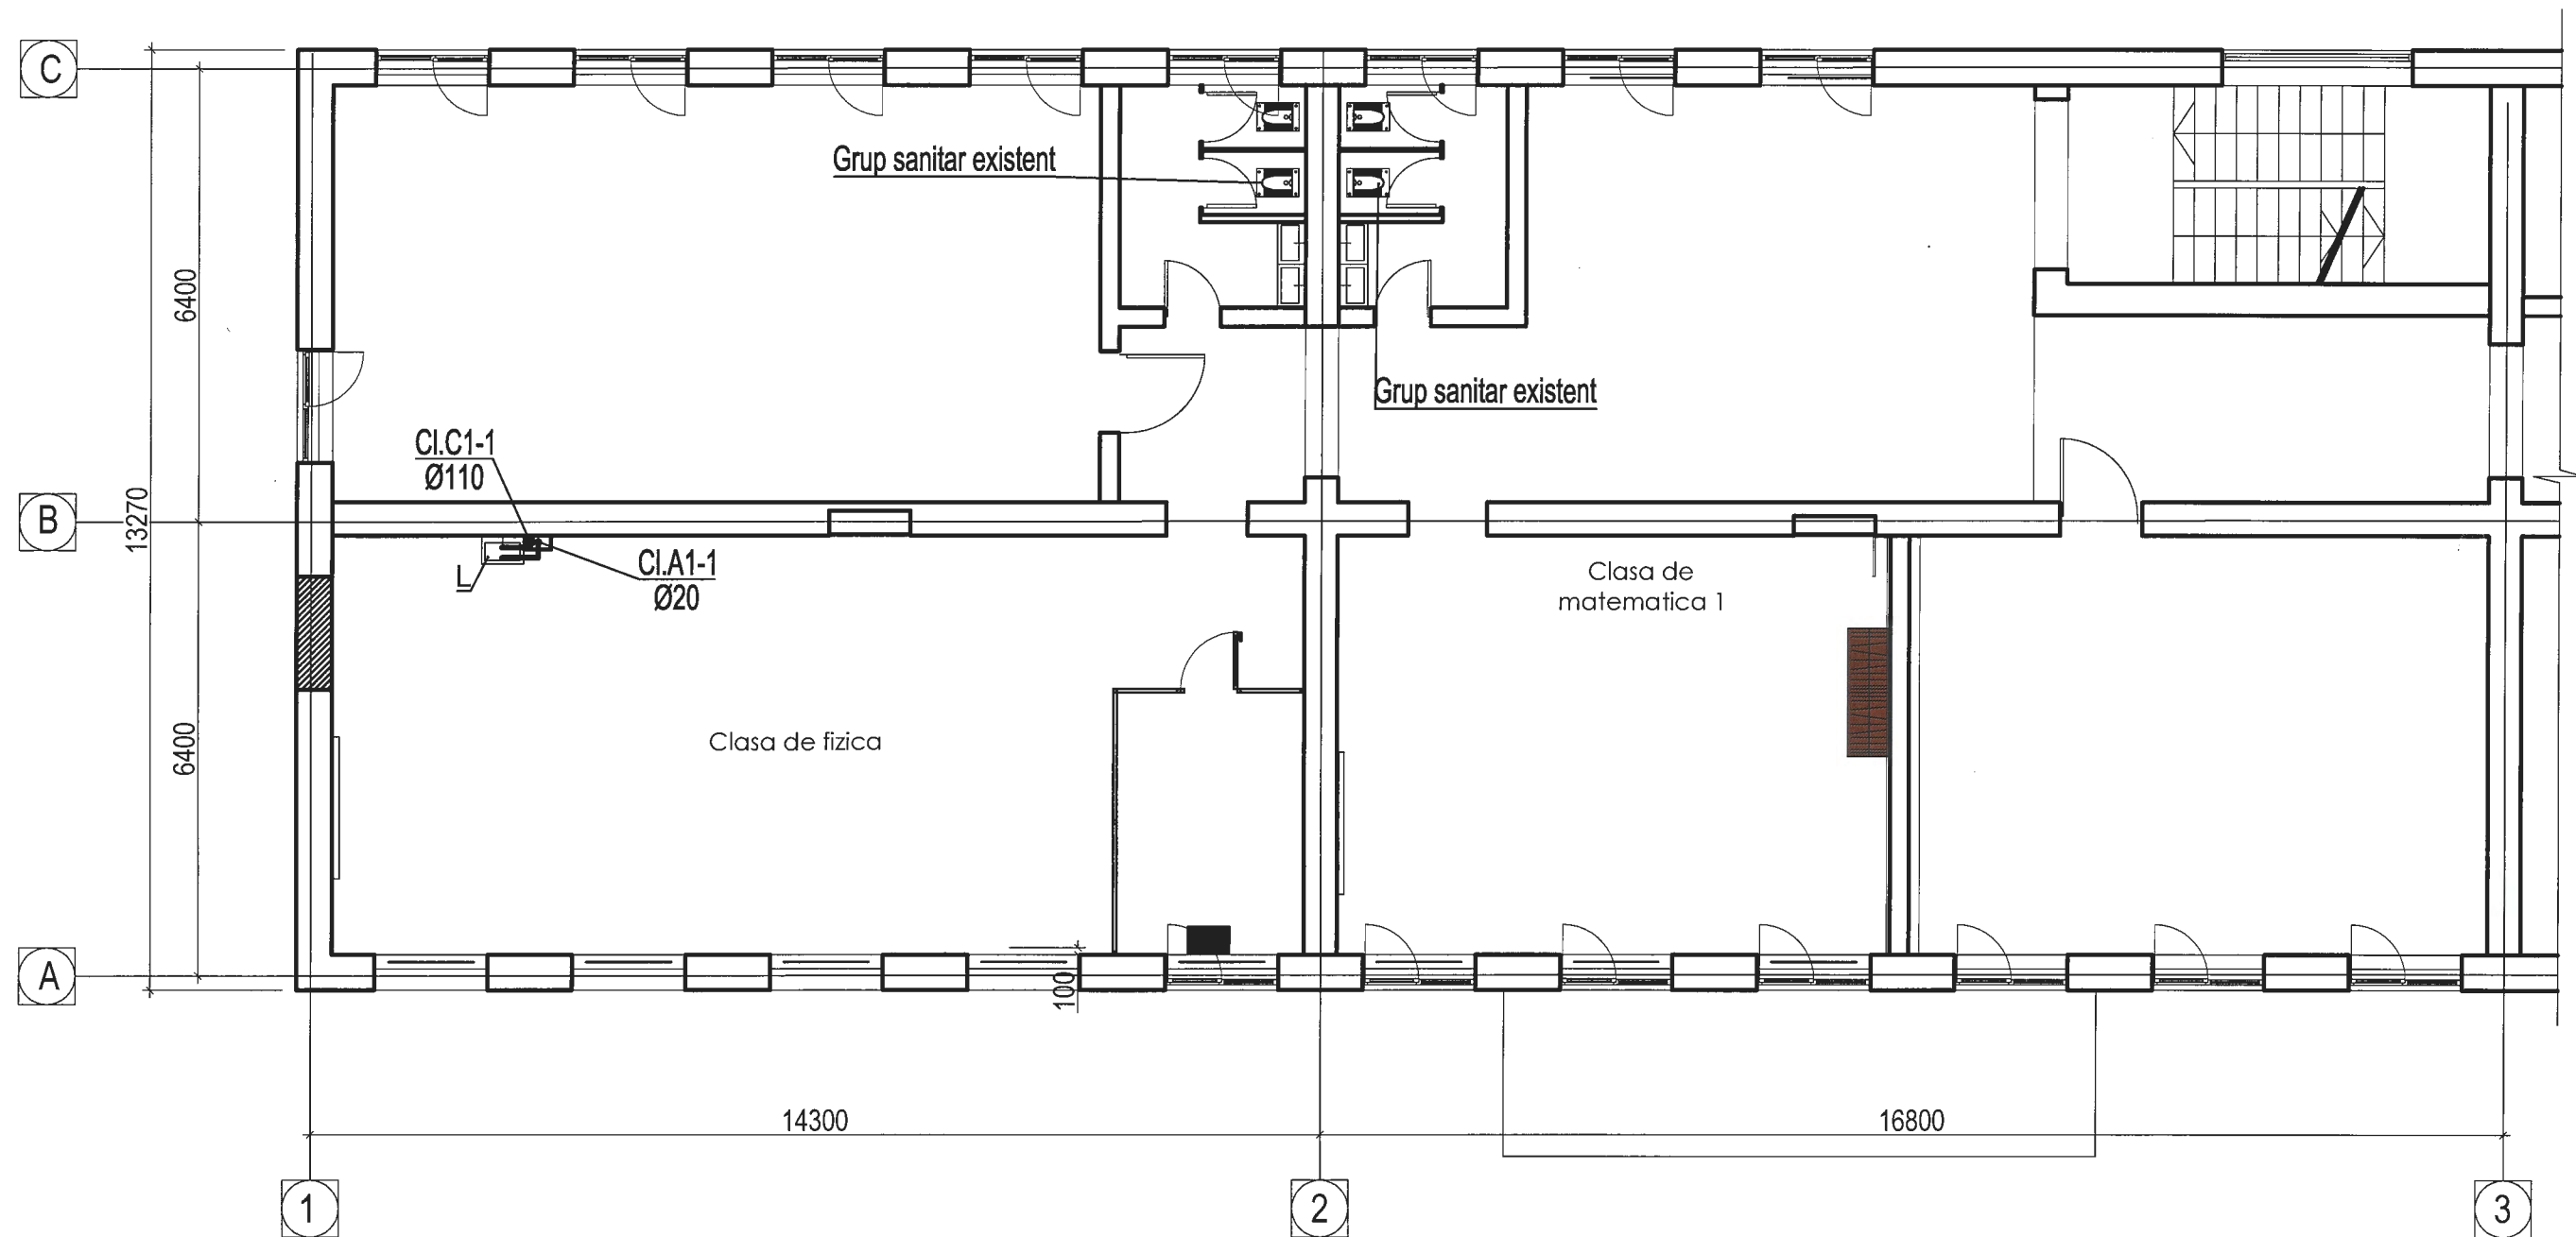 C
Grup sanitar existent
6400
Grup sanitar existent
Cl.C1-1
Ø110
B
13270
Cl.A1-1
Ø20
L
Clasa de
matematica 1
6400
Clasa de fizica
A
100
14300
16800
1
2
3